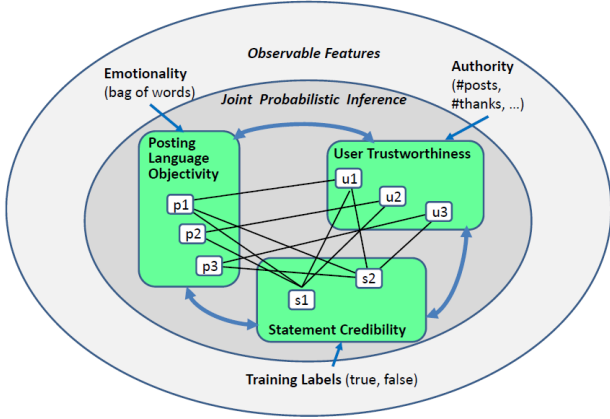 Observable Features
Emotionality
(bag of words)
Authority
(#posts,
#thanks, ...)
Joint Probabilistic Inference
Posting
Language
Objectivity
User Trustworthiness
u1
p1
u2
u3
p2
p3
s2
s1
Statement Credibility
Training Labels (true, false)